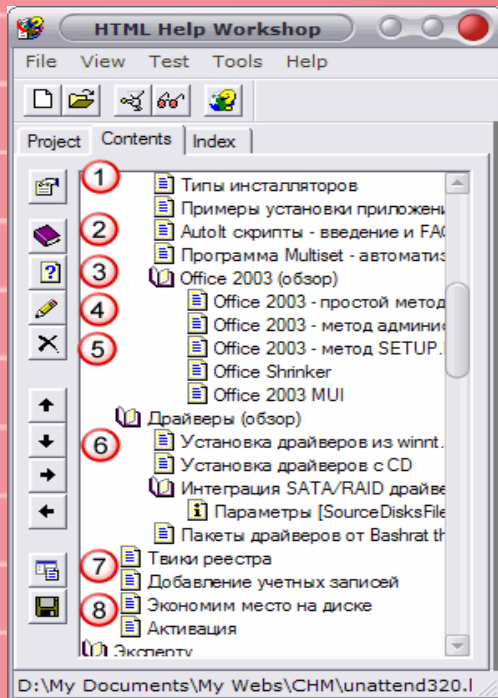 HTML Help Workshop
File View Test Tools Help
Project Contents Index
1
Типы инсталляторов
Примеры установки приложени
2
AutoIt скрипты - введение и FA
Программа Multiset - автоматис
3
Office 2003 (обзор)
4
Office 2003 - простой метод
Office 2003 - метод админис
5
Office 2003 - метод SETUP.
Office Shrinker
Office 2003 MUI
Драйверы (обзор)
6
Установка драйверов из winnt.
Установка драйверов с CD
Интеграция SATA/RAID драйве
Параметры [SourceDisksFile
Пакеты драйверов от Bashrat th
7
Твики реестра
Добавление учетных записей
8
Экономим место на диске
Активация
Эксперту
D:\My Documents\My Webs\CHM\unattend320.l